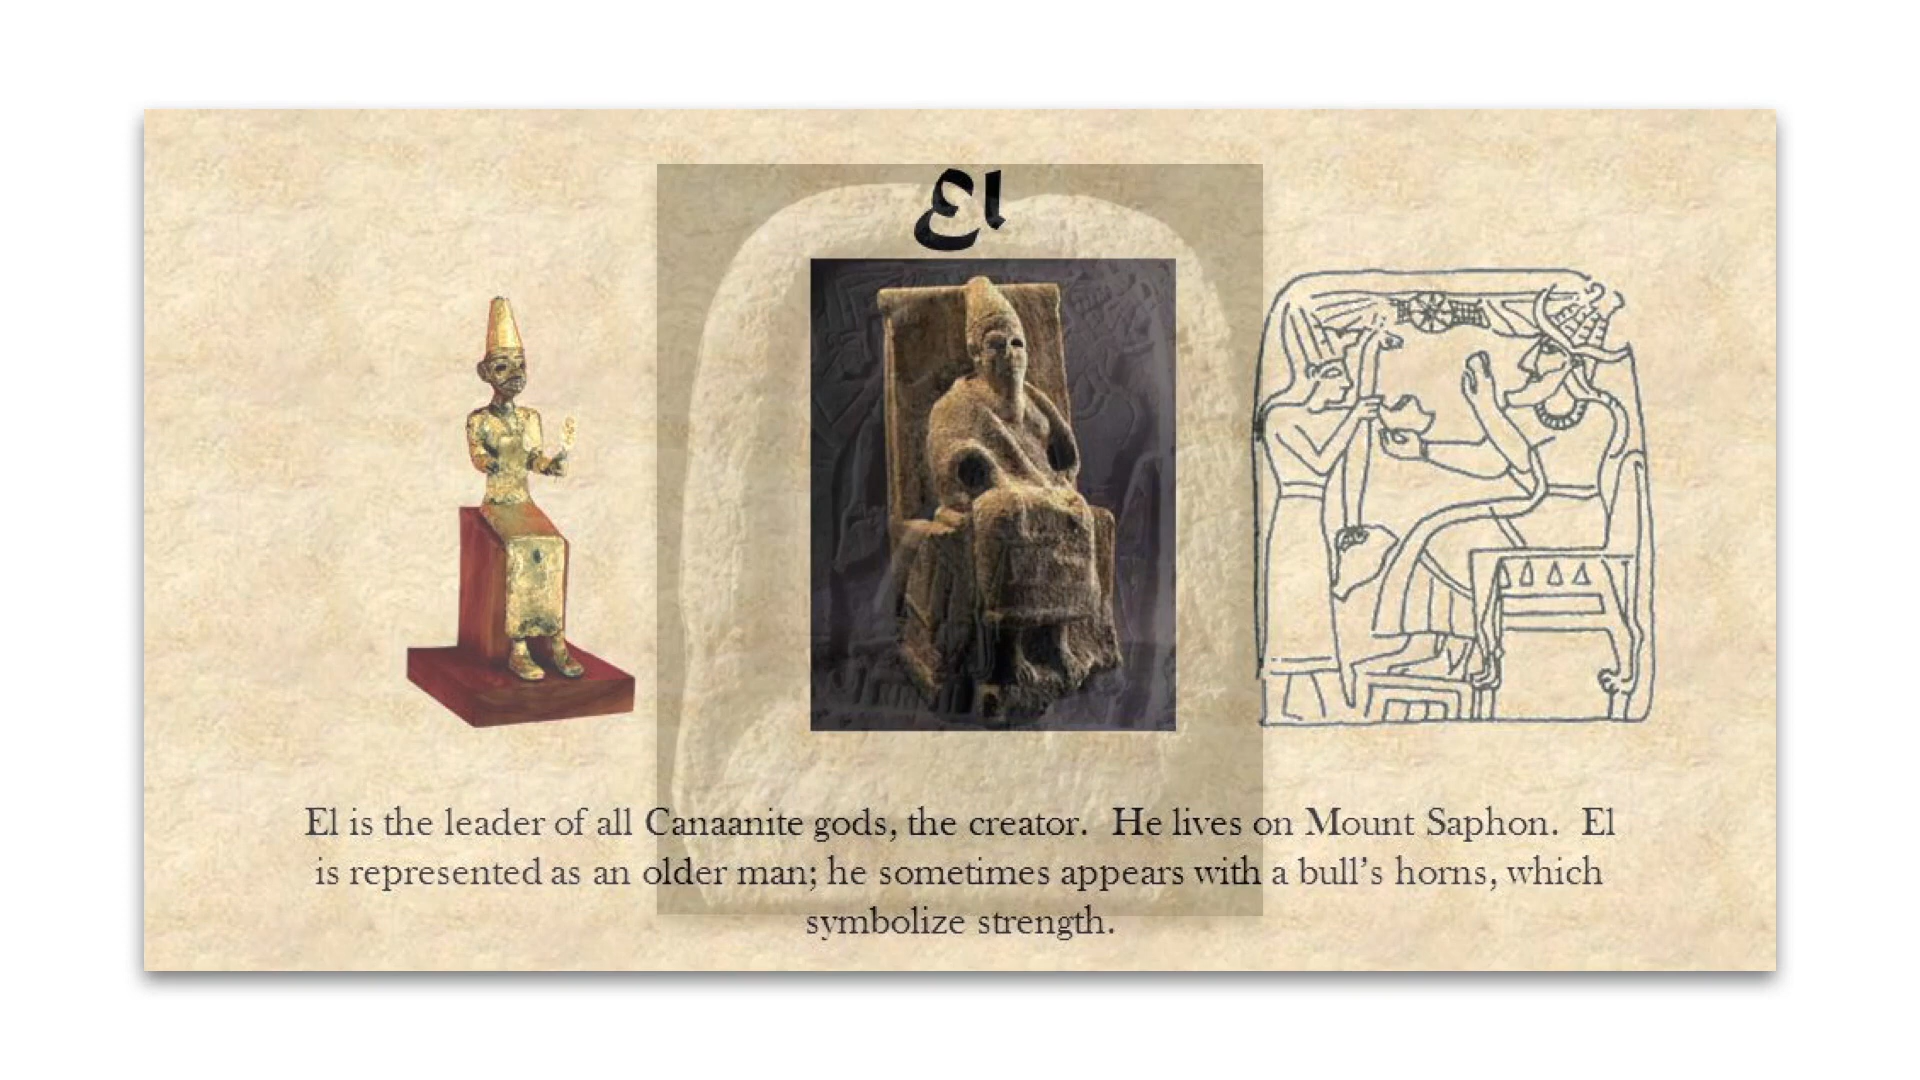 El
El is the leader of all Canaanite gods, the creator.  He lives on Mount Saphon.  El
is represented as an older man; he sometimes appears with a bull’s horns, which
symbolize strength.